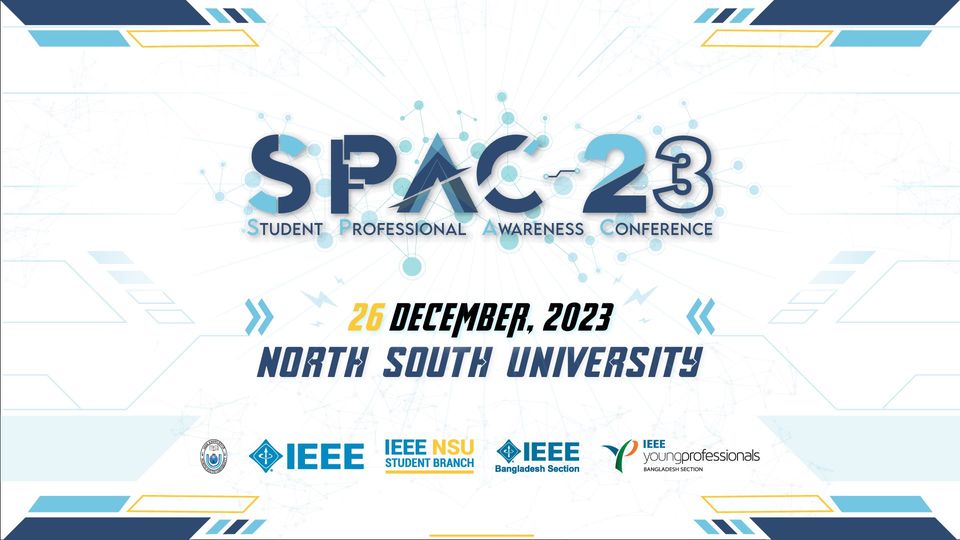 SPAC-23
STUDENT PROFESSIONAL AWARENESS CONFERENCE
26 DECEMBER, 2023
NORTH SOUTH UNIVERSITY
IEEE
IEEE NSU
STUDENT BRANCH
IEEE
Bangladesh Section
IEEE
youngprofessionals
BANGLADESH SECTION